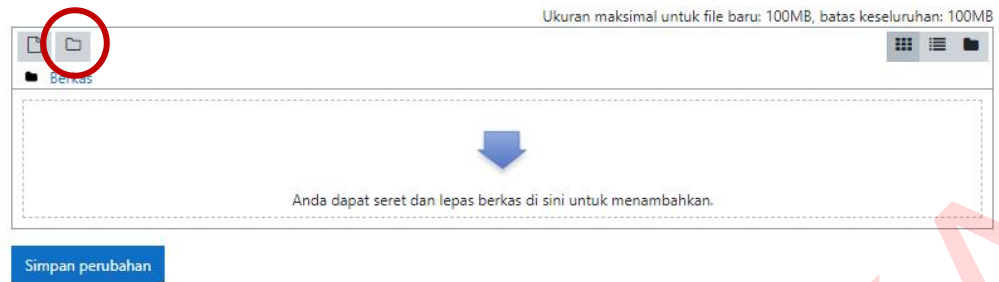 Ukuran maksimal untuk file baru: 100MB, batas keseluruhan: 100MB
Berkas
Anda dapat seret dan lepas berkas di sini untuk menambahkan.
Simpan perubahan